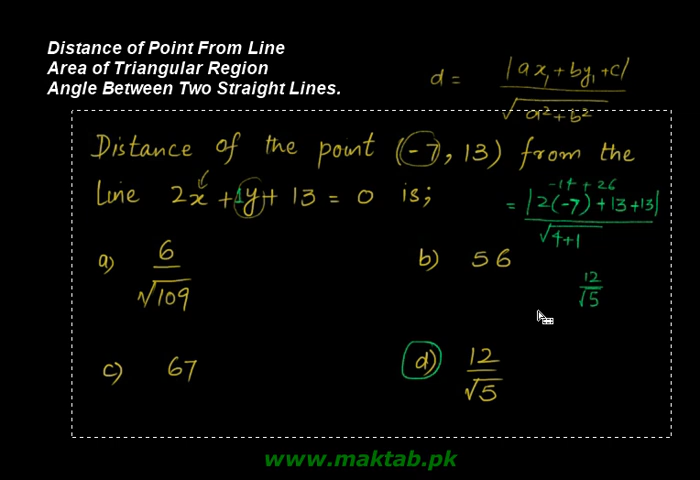 Distance of Point From Line
Area of Triangular Region
Angle Between Two Straight Lines.
d = |ax₁ + by₁ + c| / √(a² + b²)
Distance of the point (-7, 13) from the
line 2x + 1y + 13 = 0 is;
-14 + 26
= |2(-7) + 13 + 13| / √(4+1)
12/√5
a) 6/√109
b) 56
c) 67
d) 12/√5
www.maktab.pk